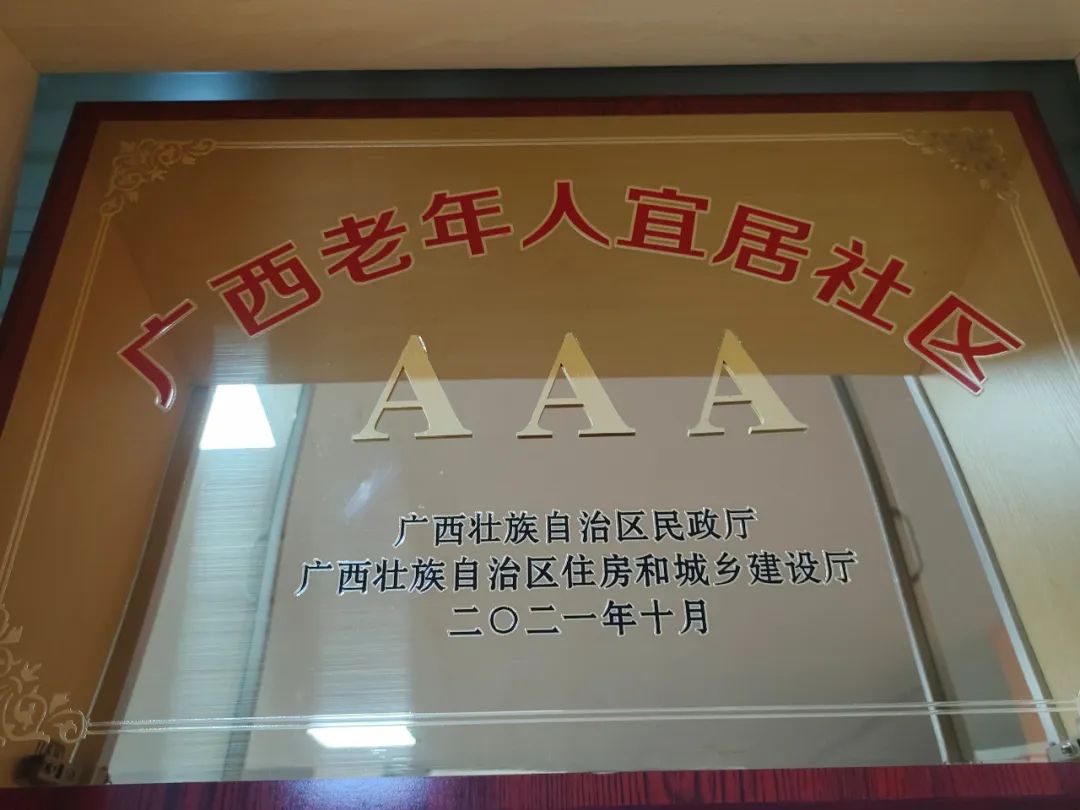 广西老年人宜居社区
AAA
广西壮族自治区民政厅
广西壮族自治区住房和城乡建设厅
二〇二一年十月